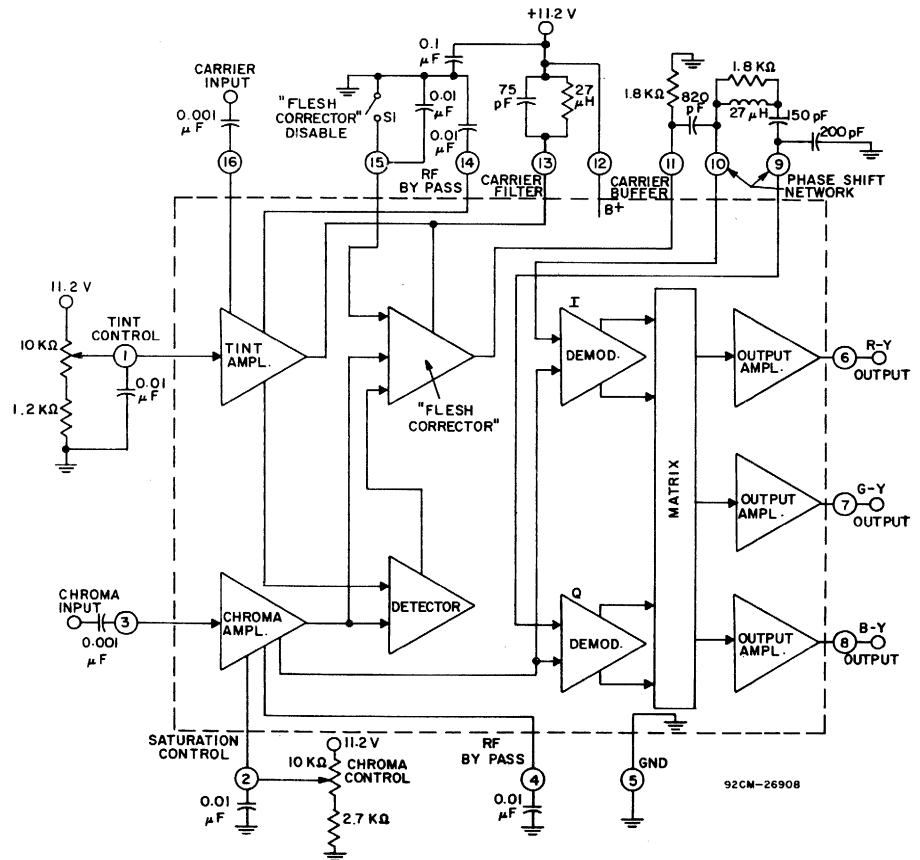 +11.2 V
0.1
μF
CARRIER
INPUT
0.001
μF
"FLESH
CORRECTOR"
DISABLE
S1
0.01
μF
0.01
μF
75
pF
27
μH
1.8KΩ
820
pF
1.8 KΩ
27 μH
150 pF
200 pF
16
15
14
13
12
11
10
9
RF
BY PASS
CARRIER
FILTER
B+
CARRIER
BUFFER
PHASE SHIFT
NETWORK
11.2 V
TINT
CONTROL
10 KΩ
1
0.01
μF
1.2KΩ
TINT
AMPL.
"FLESH
CORRECTOR"
I
DEMOD.
MATRIX
OUTPUT
AMPL.
6
R-Y
OUTPUT
OUTPUT
AMPL.
7
G-Y
OUTPUT
CHROMA
INPUT
3
0.001
μF
CHROMA
AMPL.
DETECTOR
Q
DEMOD.
OUTPUT
AMPL.
8
B-Y
OUTPUT
SATURATION
CONTROL
2
0.01
μF
11.2 V
10KΩ
CHROMA
CONTROL
2.7 KΩ
RF
BY PASS
4
0.01
μF
GND
5
92CM-26908